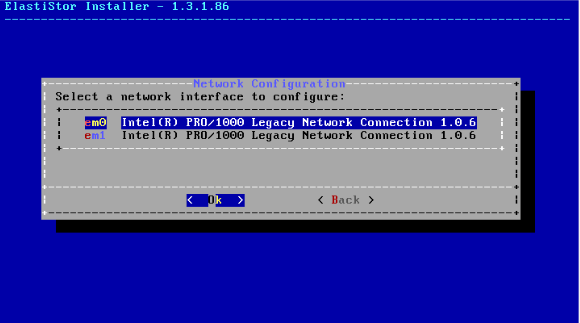 ElastiStor Installer - 1.3.1.86
Network Configuration
Select a network interface to configure:
em0 Intel(R) PRO/1000 Legacy Network Connection 1.0.6
em1 Intel(R) PRO/1000 Legacy Network Connection 1.0.6
< Ok > < Back >